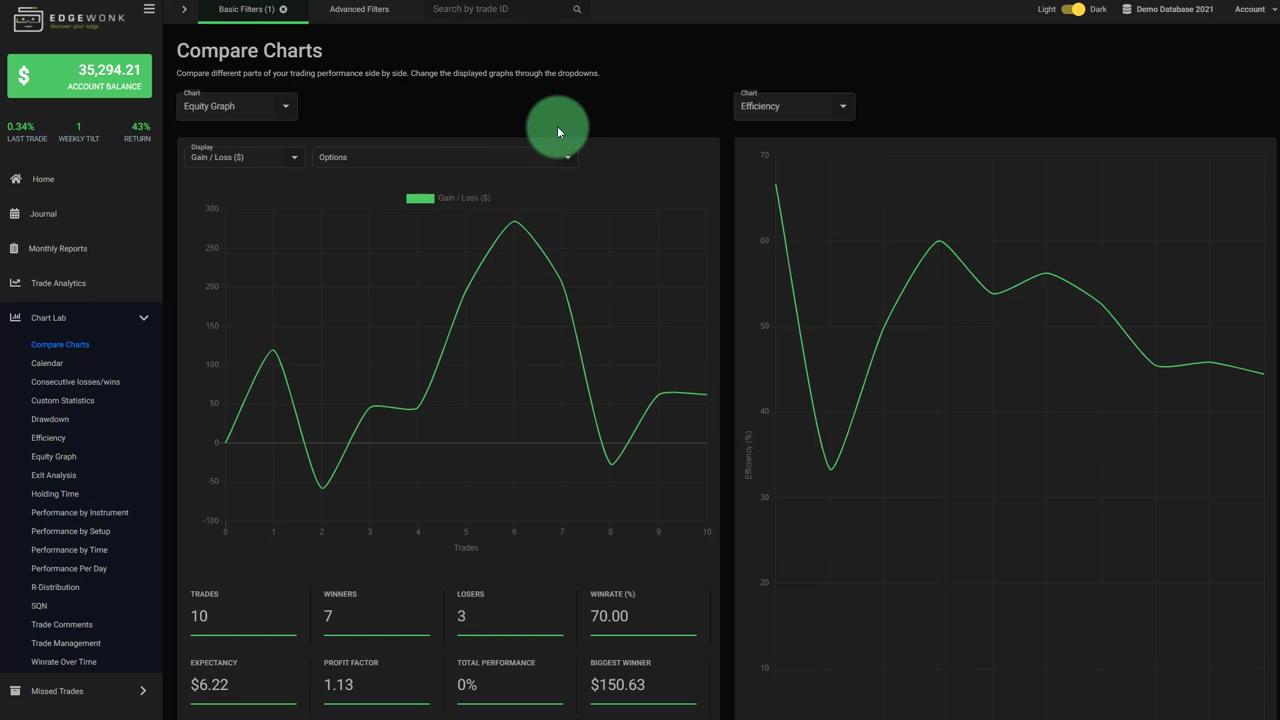 EDGEWONK
discover your edge
$
35,294.21
ACCOUNT BALANCE
0.34%
LAST TRADE
1
WEEKLY TILT
43%
RETURN
Home
Journal
Monthly Reports
Trade Analytics
Chart Lab
Compare Charts
Calendar
Consecutive losses/wins
Custom Statistics
Drawdown
Efficiency
Equity Graph
Exit Analysis
Holding Time
Performance by Instrument
Performance by Setup
Performance by Time
Performance Per Day
R-Distribution
SQN
Trade Comments
Trade Management
Winrate Over Time
Missed Trades
Basic Filters (1)
Advanced Filters
Search by trade ID
Light
Dark
Demo Database 2021
Account
Compare Charts
Compare different parts of your trading performance side by side. Change the displayed graphs through the dropdowns.
Chart
Equity Graph
Display
Gain / Loss ($)
Options
Gain / Loss ($)
300
250
200
150
100
50
0
-50
-100
0 1 2 3 4 5 6 7 8 9 10
Trades
TRADES
10
WINNERS
7
LOSERS
3
WINRATE (%)
70.00
EXPECTANCY
$6.22
PROFIT FACTOR
1.13
TOTAL PERFORMANCE
0%
BIGGEST WINNER
$150.63
Chart
Efficiency
70
60
50
40
30
20
10
Efficiency (%)